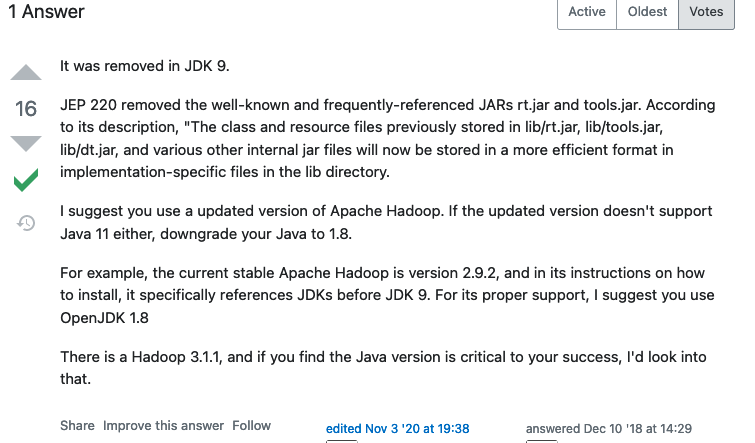 1 Answer
Active
Oldest
Votes
It was removed in JDK 9.
16
JEP 220 removed the well-known and frequently-referenced JARs rt.jar and tools.jar. According
to its description, "The class and resource files previously stored in lib/rt.jar, lib/tools.jar,
lib/dt.jar, and various other internal jar files will now be stored in a more efficient format in
implementation-specific files in the lib directory.
I suggest you use a updated version of Apache Hadoop. If the updated version doesn't support
Java 11 either, downgrade your Java to 1.8.
For example, the current stable Apache Hadoop is version 2.9.2, and in its instructions on how
to install, it specifically references JDKs before JDK 9. For its proper support, I suggest you use
OpenJDK 1.8
There is a Hadoop 3.1.1, and if you find the Java version is critical to your success, I'd look into
that.
Share Improve this answer Follow
edited Nov 3 '20 at 19:38
answered Dec 10 '18 at 14:29